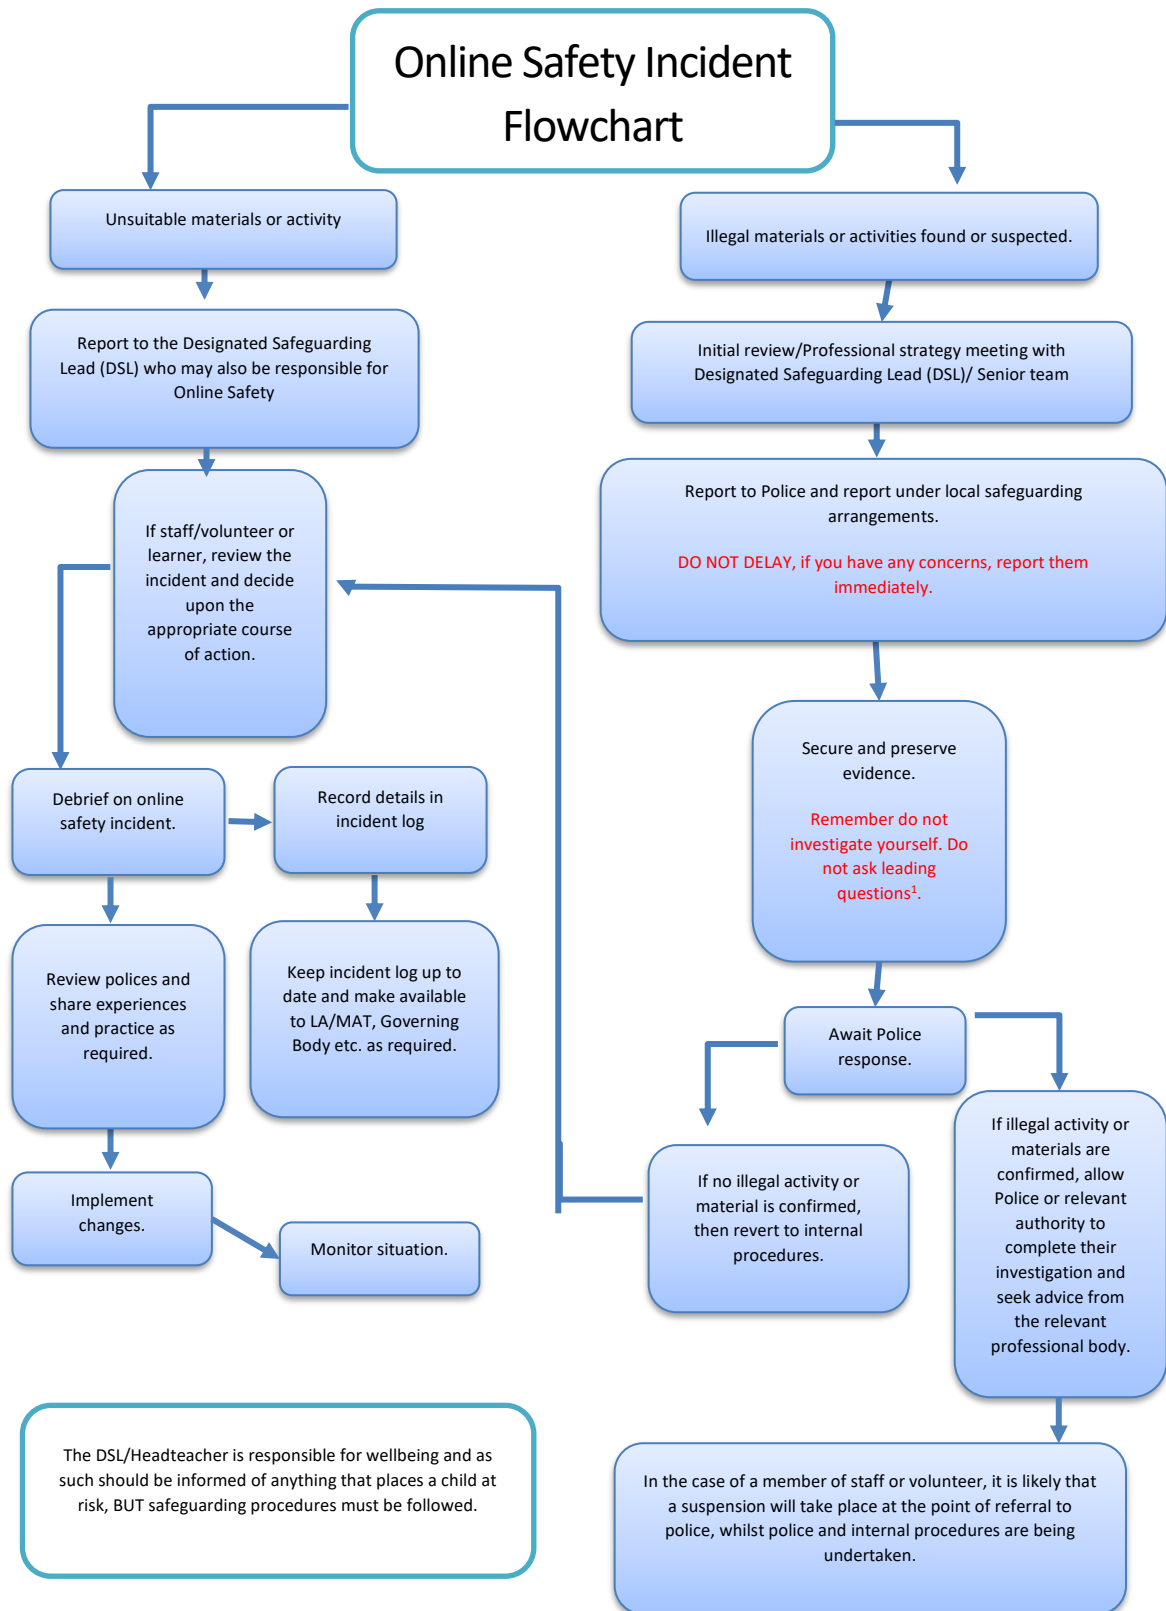 Online Safety Incident
Flowchart
Unsuitable materials or activity
Report to the Designated Safeguarding
Lead (DSL) who may also be responsible for
Online Safety
If staff/volunteer or
learner, review the
incident and decide
upon the
appropriate course
of action.
Debrief on online
safety incident.
Record details in
incident log
Review polices and
share experiences
and practice as
required.
Keep incident log up to
date and make available
to LA/MAT, Governing
Body etc. as required.
Implement
changes.
Monitor situation.
Illegal materials or activities found or suspected.
Initial review/Professional strategy meeting with
Designated Safeguarding Lead (DSL)/ Senior team
Report to Police and report under local safeguarding
arrangements.
DO NOT DELAY, if you have any concerns, report them
immediately.
Secure and preserve
evidence.
Remember do not
investigate yourself. Do
not ask leading
questions¹.
Await Police
response.
If no illegal activity or
material is confirmed,
then revert to internal
procedures.
If illegal activity or
materials are
confirmed, allow
Police or relevant
authority to
complete their
investigation and
seek advice from
the relevant
professional body.
In the case of a member of staff or volunteer, it is likely that
a suspension will take place at the point of referral to
police, whilst police and internal procedures are being
undertaken.
The DSL/Headteacher is responsible for wellbeing and as
such should be informed of anything that places a child at
risk, BUT safeguarding procedures must be followed.